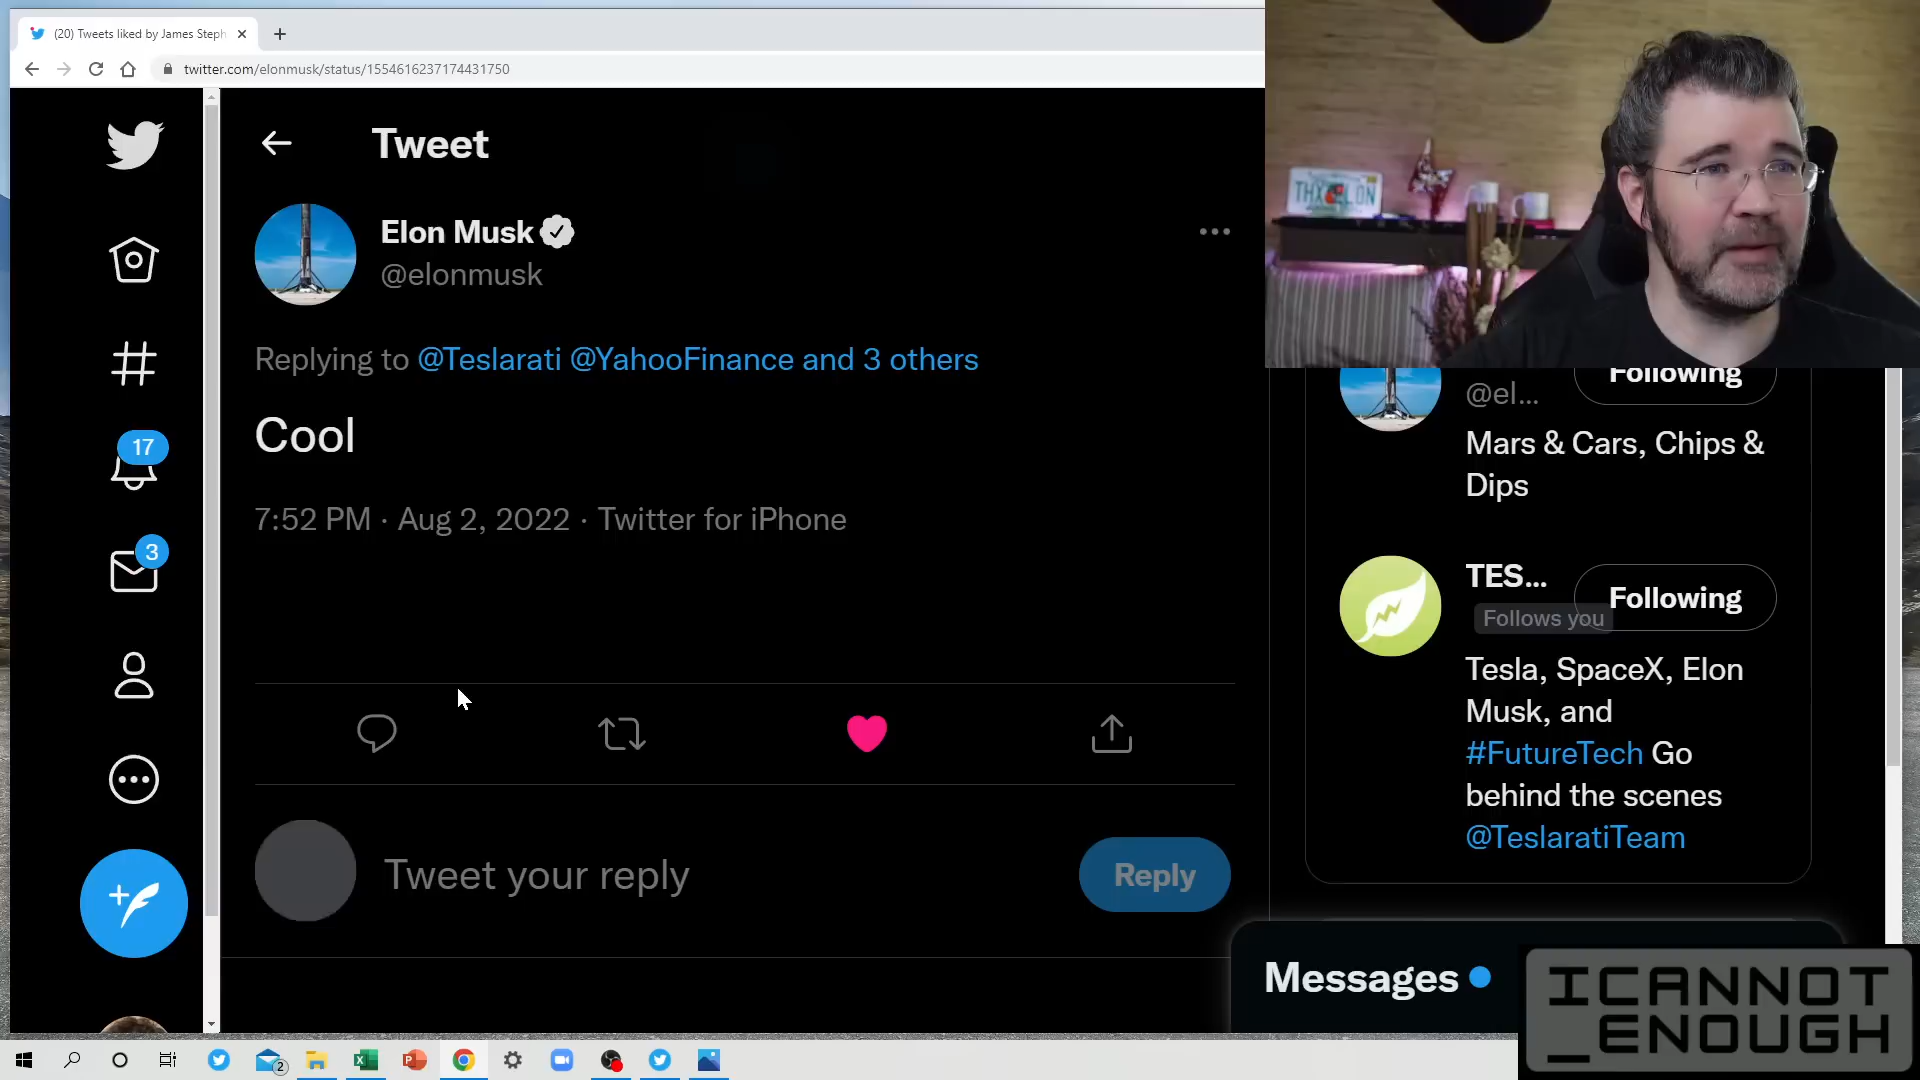 (20) Tweets liked by James Steph
twitter.com/elonmusk/status/1554616237174431750
THX ELON
Tweet
Elon Musk
@elonmusk
Replying to @Teslarati @YahooFinance and 3 others
Cool
7:52 PM · Aug 2, 2022 · Twitter for iPhone
17
3
Tweet your reply
Reply
@el...
Following
Mars & Cars, Chips &
Dips
TES...
Following
Follows you
Tesla, SpaceX, Elon
Musk, and
#FutureTech Go
behind the scenes
@TeslaratiTeam
Messages
ICANNOT
_ENOUGH
2